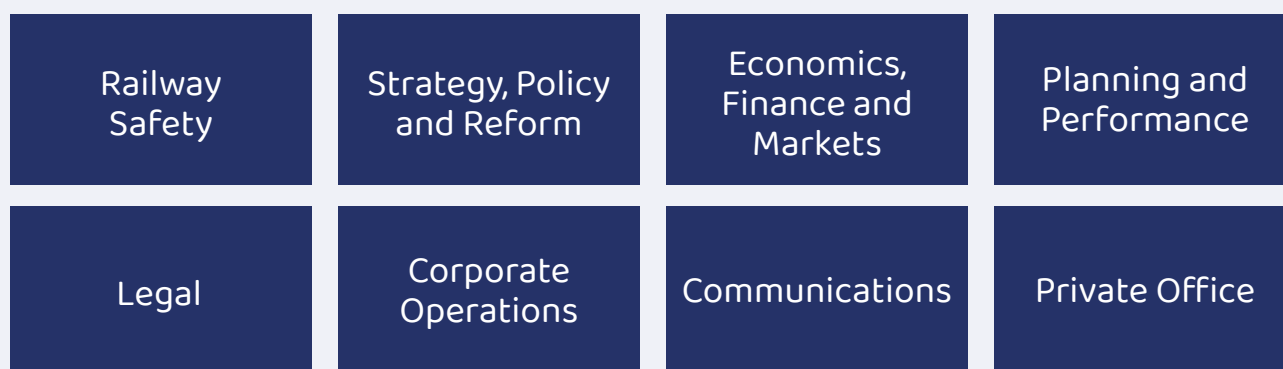 Railway
Safety
Strategy, Policy
and Reform
Economics,
Finance and
Markets
Planning and
Performance
Legal
Corporate
Operations
Communications
Private Office